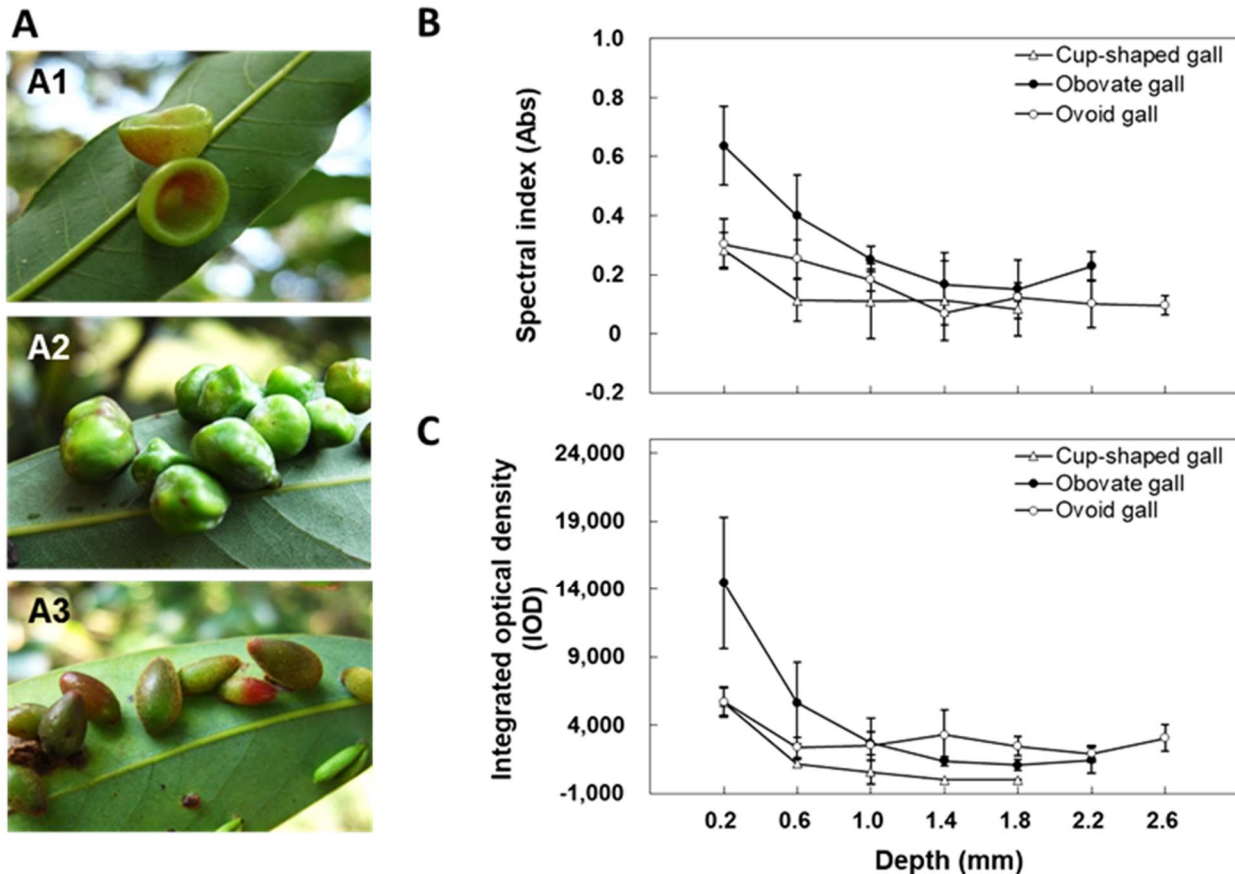 A
A1
A2
A3
B
1.0
0.8
0.6
0.4
0.2
0
-0.2
Spectral index (Abs)
Cup-shaped gall
Obovate gall
Ovoid gall
C
24,000
19,000
14,000
9,000
4,000
-1,000
Integrated optical density
(IOD)
Cup-shaped gall
Obovate gall
Ovoid gall
0.2 0.6 1.0 1.4 1.8 2.2 2.6
Depth (mm)